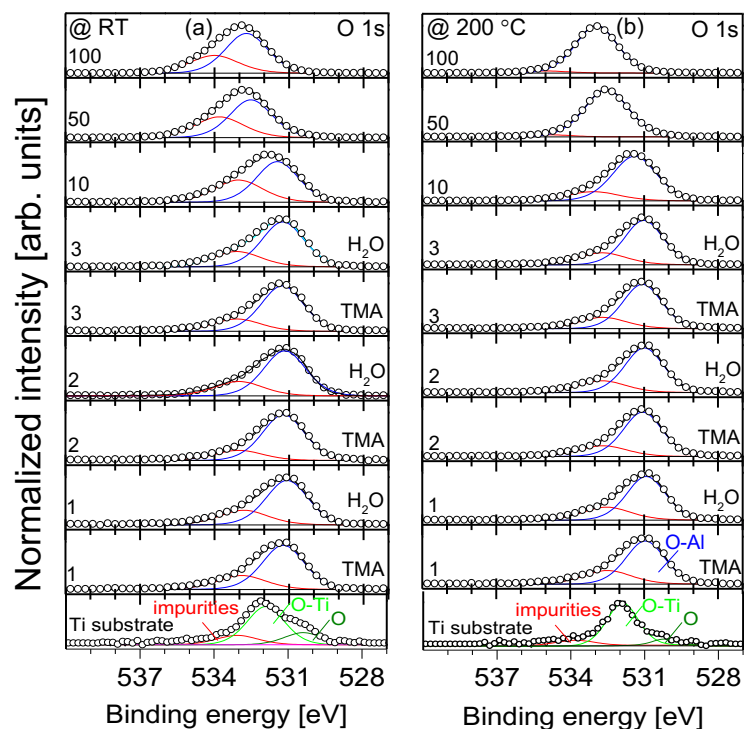 Normalized intensity [arb. units]
@ RT (a) O 1s
100
50
10
3 H₂O
3 TMA
2 H₂O
2 TMA
1 H₂O
1 TMA
impurities O-Ti
Ti substrate O
537 534 531 528
Binding energy [eV]
@ 200 °C (b) O 1s
100
50
10
3 H₂O
3 TMA
2 H₂O
2 TMA
1 H₂O
O-Al
1 TMA
impurities O-Ti
Ti substrate O
537 534 531 528
Binding energy [eV]